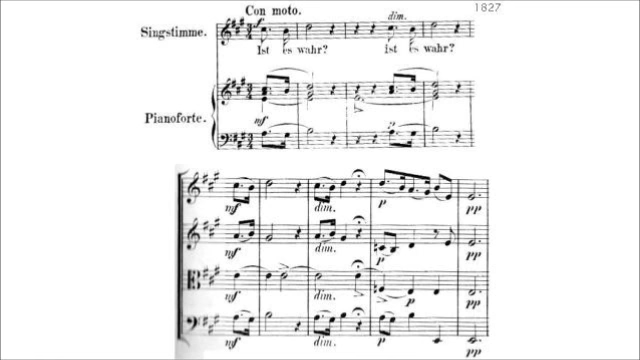 1827
Con moto.
mf
dim.
Singstimme.
Ist es wahr? ist es wahr?
Pianoforte.
mf
mf dim. p pp
mf dim. p pp
mf dim. p pp
mf dim. p pp